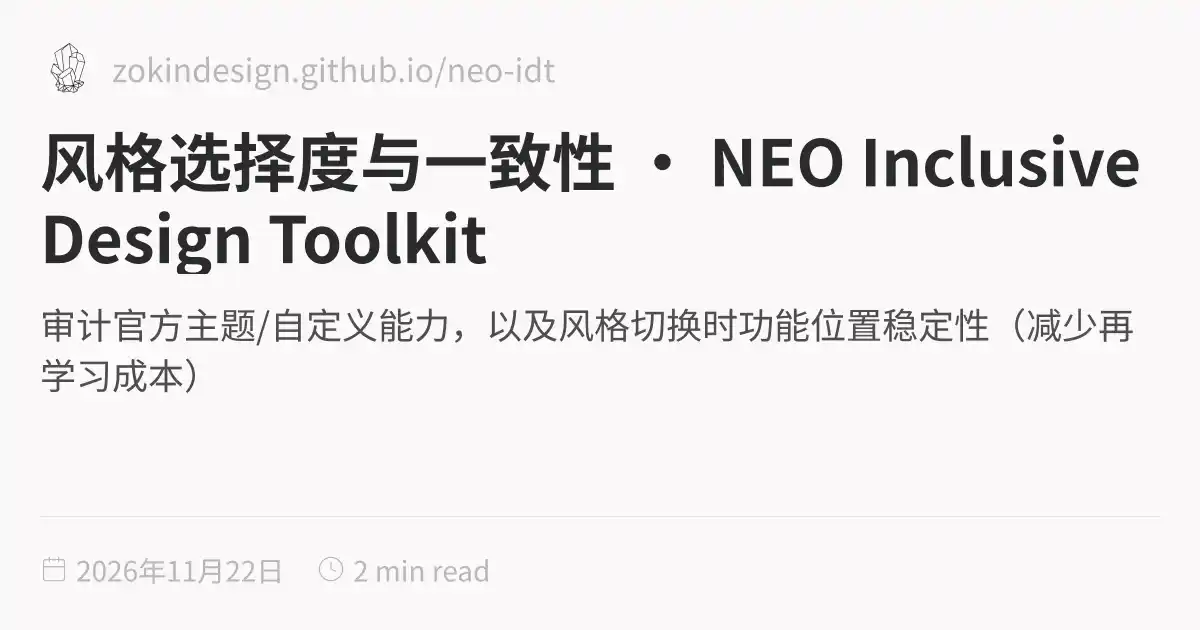 zokindesign.github.io/neo-idt
风格选择度与一致性 · NEO Inclusive
Design Toolkit
审计官方主题/自定义能力，以及风格切换时功能位置稳定性（减少再
学习成本）
2026年11月22日 2 min read